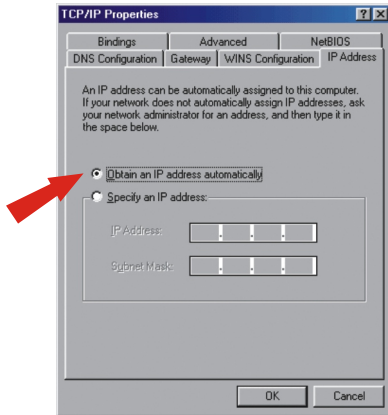 TCP/IP Properties
Bindings Advanced NetBIOS
DNS Configuration Gateway WINS Configuration IP Address
An IP address can be automatically assigned to this computer.
If your network does not automatically assign IP addresses, ask
your network administrator for an address, and then type it in
the space below.
Obtain an IP address automatically
Specify an IP address:
IP Address:
. . .
Subnet Mask:
. . .
OK Cancel